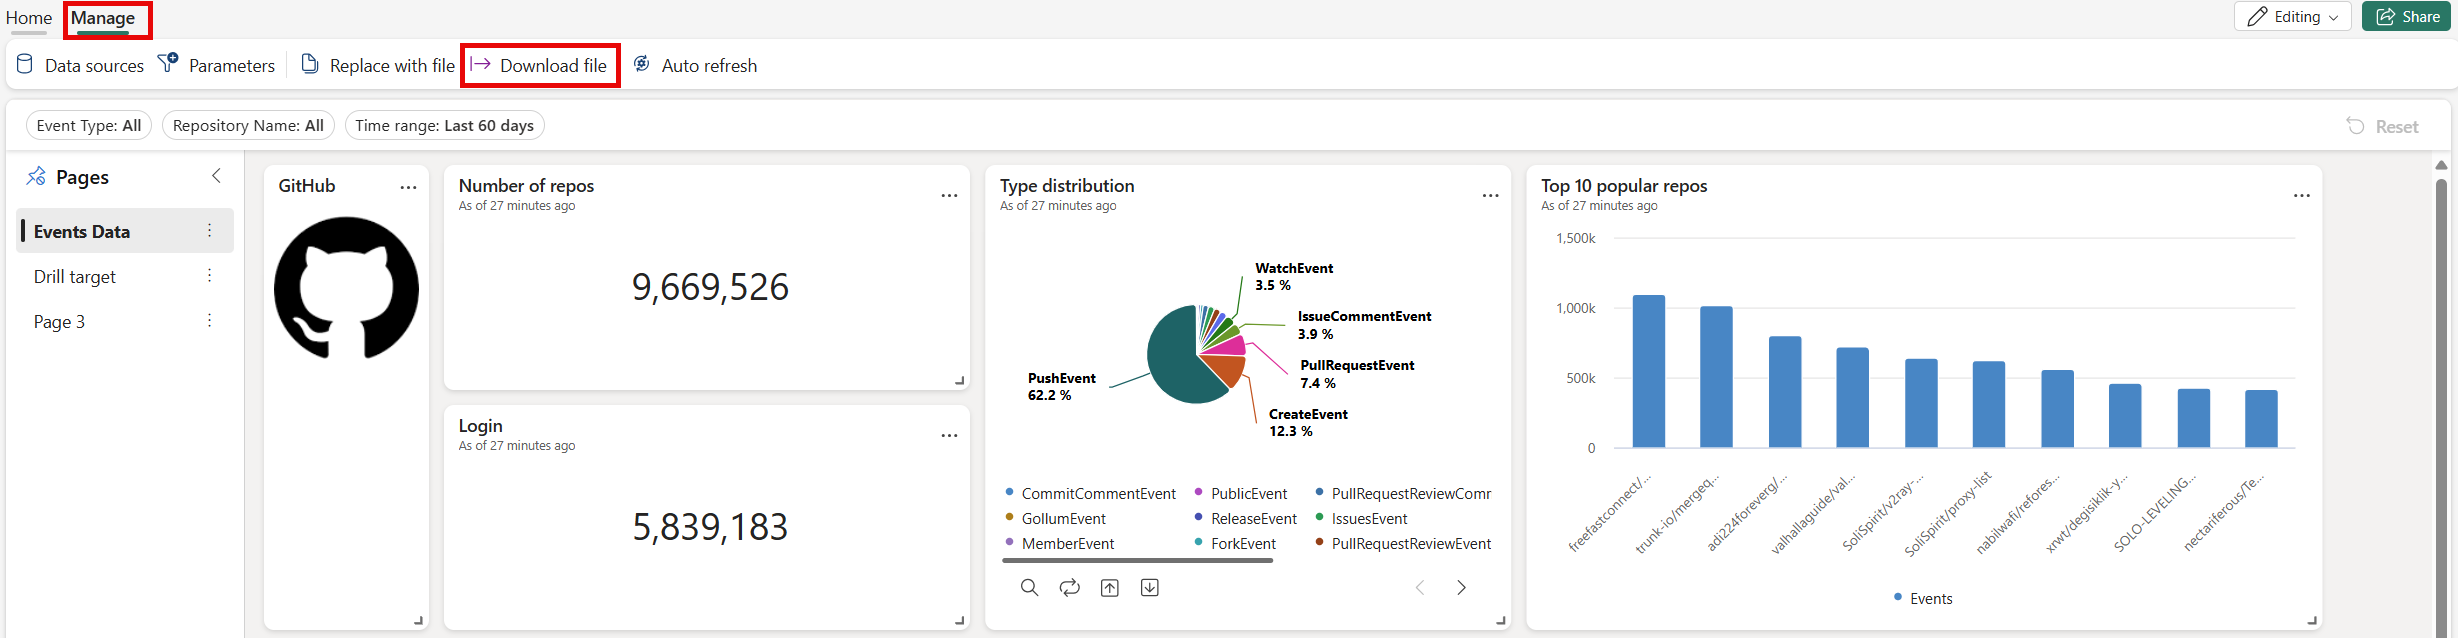 Home Manage Editing Share
Data sources Parameters Replace with file Download file Auto refresh
Event Type: All Repository Name: All Time range: Last 60 days Reset
Pages
Events Data
Drill target
Page 3
GitHub
Number of repos
As of 27 minutes ago
9,669,526
Login
As of 27 minutes ago
5,839,183
Type distribution
As of 27 minutes ago
WatchEvent
3.5 %
IssueCommentEvent
3.9 %
PullRequestEvent
7.4 %
PushEvent
62.2 %
CreateEvent
12.3 %
CommitCommentEvent PublicEvent PullRequestReviewComr
GollumEvent ReleaseEvent IssuesEvent
MemberEvent ForkEvent PullRequestReviewEvent
Top 10 popular repos
As of 27 minutes ago
1,500k
1,000k
500k
0
freefastconnect/...
trunk-io/mergeq...
adi224foreverg/...
valhallaguide/val...
SoliSpirit/v2ray-...
SoliSpirit/proxy-list
nabilwafi/refores...
xrwt/degisiklik-y...
SOLO-LEVELING...
nectariferous/Te...
Events